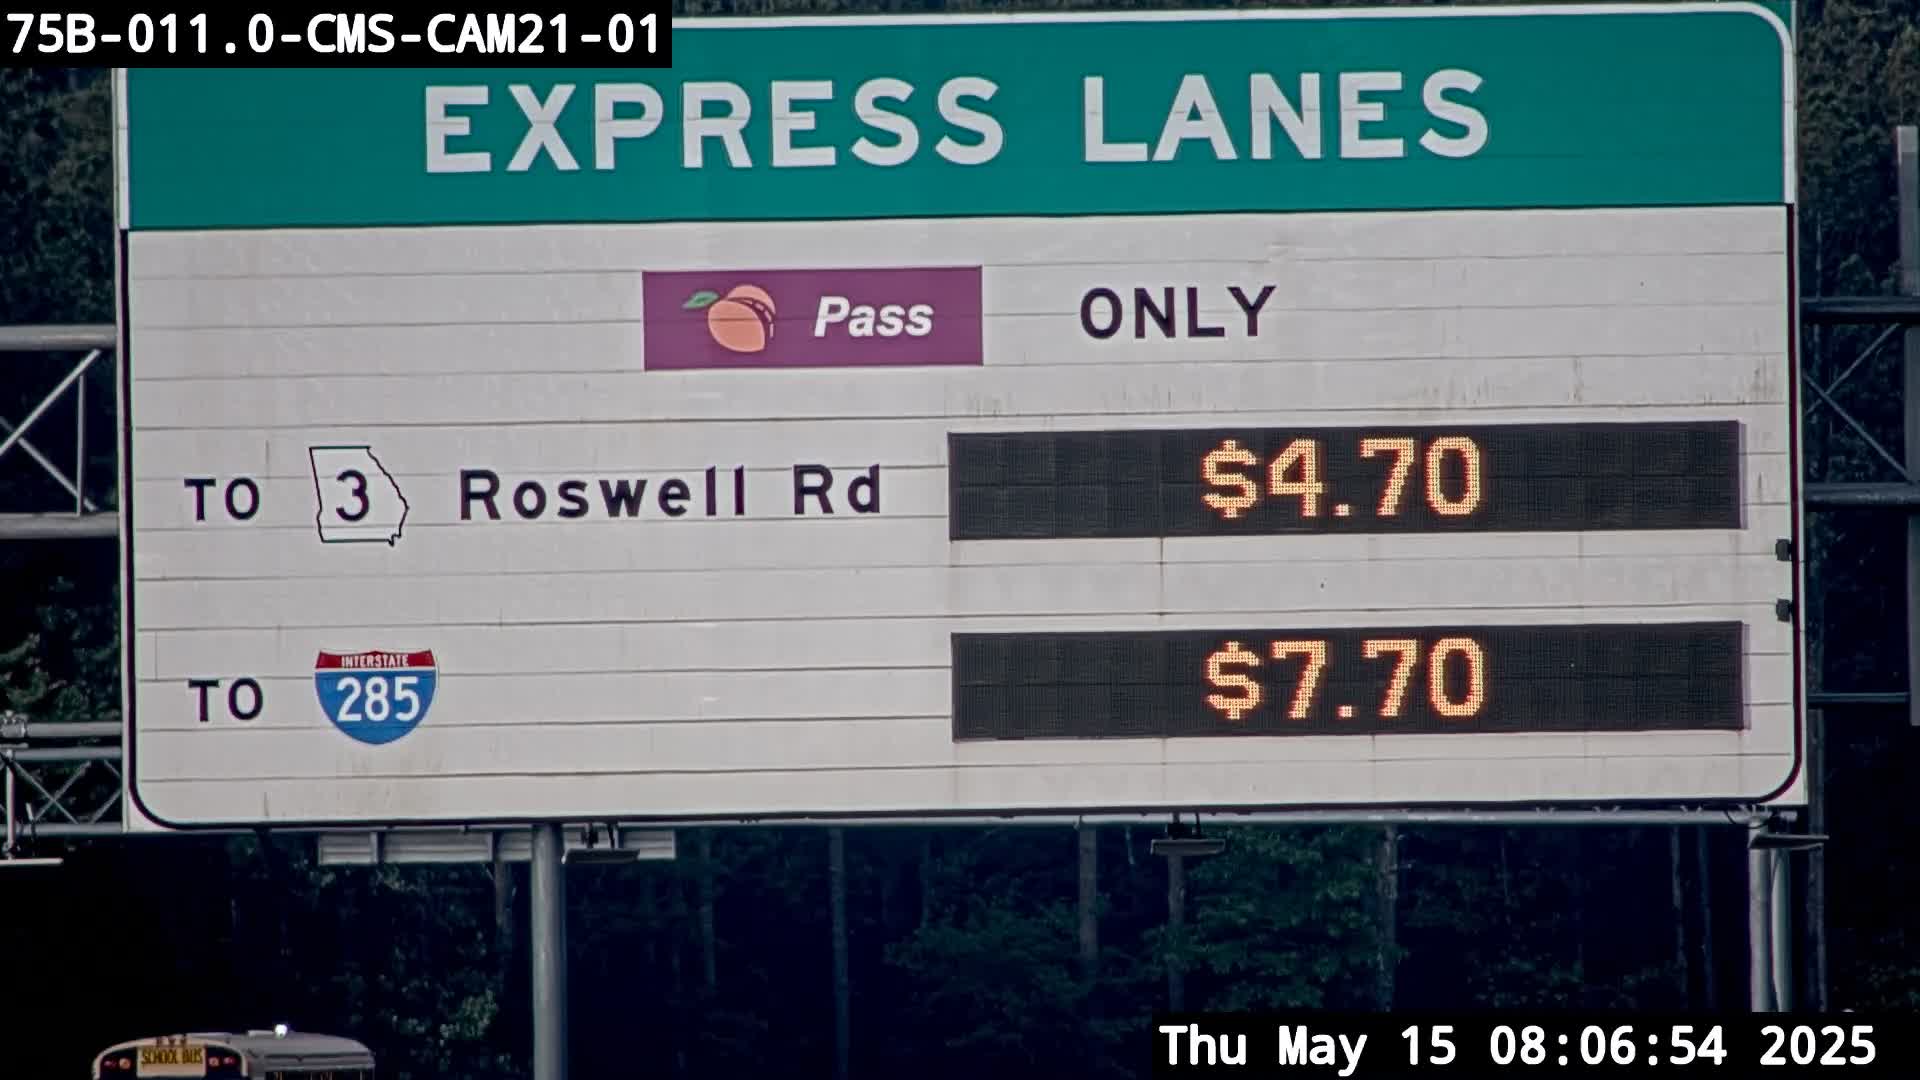 75B-011.0-CMS-CAM21-01
EXPRESS LANES
Pass ONLY
TO 3 Roswell Rd $4.70
TO INTERSTATE 285 $7.70
SCHOOL BUS
Thu May 15 08:06:54 2025